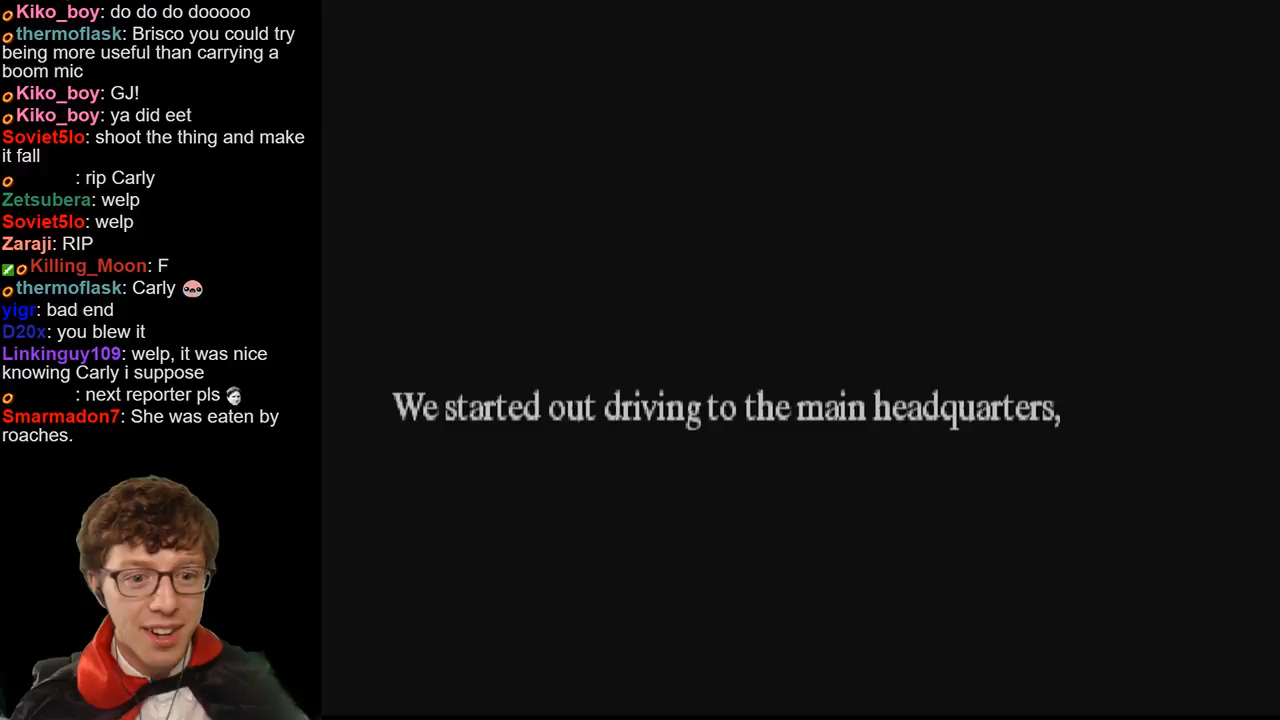 Kiko_boy: do do do dooooo
thermoflask: Brisco you could try
being more useful than carrying a
boom mic
Kiko_boy: GJ!
Kiko_boy: ya did eet
Soviet5lo: shoot the thing and make
it fall
: rip Carly
Zetsubera: welp
Soviet5lo: welp
Zaraji: RIP
Killing_Moon: F
thermoflask: Carly
yigr: bad end
D20x: you blew it
Linkinguy109: welp, it was nice
knowing Carly i suppose
: next reporter pls
Smarmadon7: She was eaten by
roaches.
We started out driving to the main headquarters,